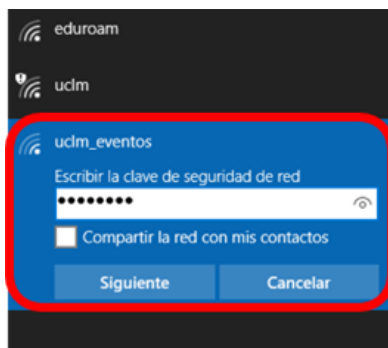 eduroam
uclm
uclm_eventos
Escribir la clave de seguridad de red
••••••••
Compartir la red con mis contactos
Siguiente Cancelar